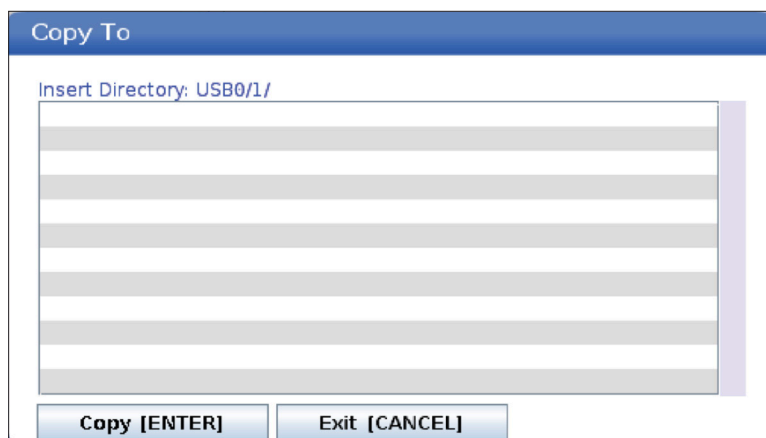 Copy To
Insert Directory: USB0/1/
Copy [ENTER] Exit [CANCEL]